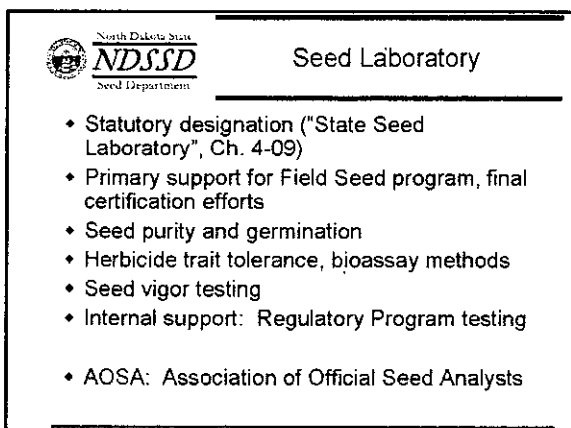 North Dakota State
NDSSD
Seed Department
Seed Laboratory
• Statutory designation ("State Seed
Laboratory", Ch. 4-09)
• Primary support for Field Seed program, final
certification efforts
• Seed purity and germination
• Herbicide trait tolerance, bioassay methods
• Seed vigor testing
• Internal support: Regulatory Program testing
• AOSA: Association of Official Seed Analysts